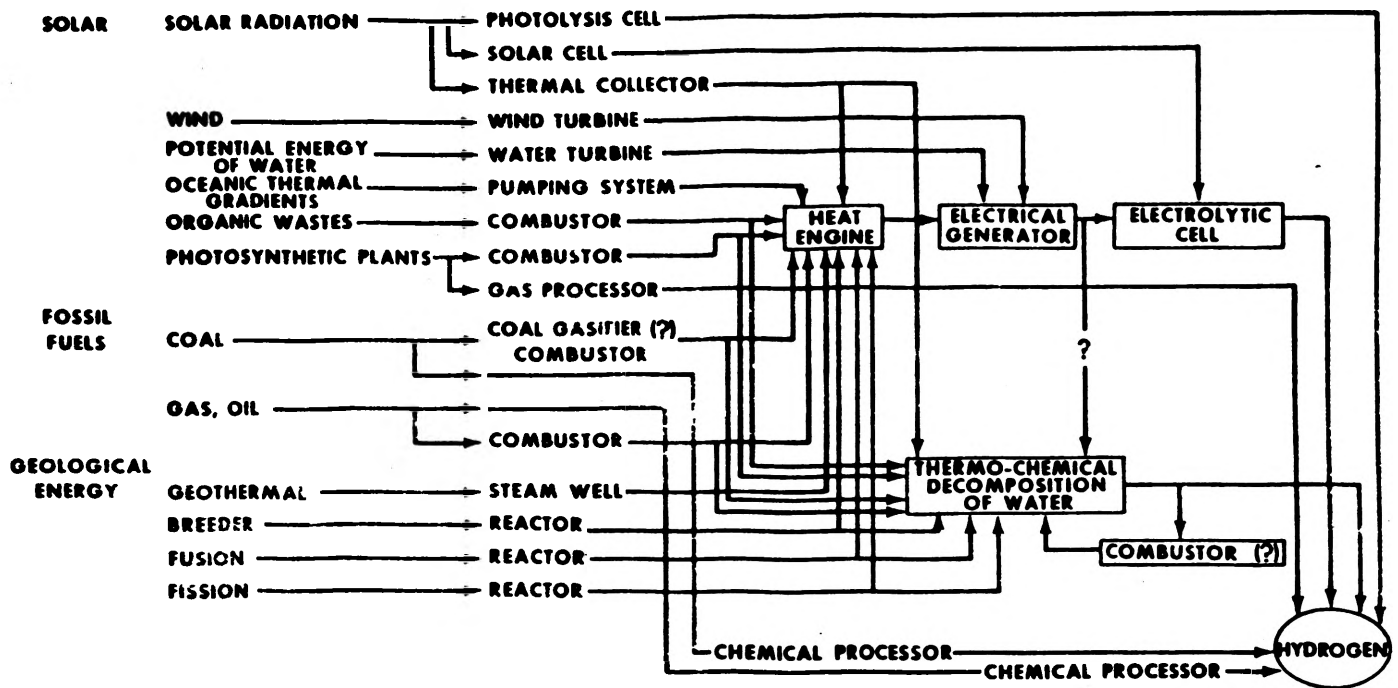 SOLAR
SOLAR RADIATION
PHOTOLYSIS CELL
SOLAR CELL
THERMAL COLLECTOR
WIND
WIND TURBINE
POTENTIAL ENERGY
OF WATER
WATER TURBINE
OCEANIC THERMAL
GRADIENTS
PUMPING SYSTEM
ORGANIC WASTES
COMBUSTOR
HEAT
ENGINE
ELECTRICAL
GENERATOR
ELECTROLYTIC
CELL
PHOTOSYNTHETIC PLANTS
COMBUSTOR
GAS PROCESSOR
FOSSIL
FUELS
COAL
COAL GASIFIER (?)
COMBUSTOR
?
GAS, OIL
COMBUSTOR
GEOLOGICAL
ENERGY
THERMO-CHEMICAL
DECOMPOSITION
OF WATER
GEOTHERMAL
STEAM WELL
BREEDER
REACTOR
FUSION
REACTOR
COMBUSTOR (?)
FISSION
REACTOR
CHEMICAL PROCESSOR
HYDROGEN
CHEMICAL PROCESSOR